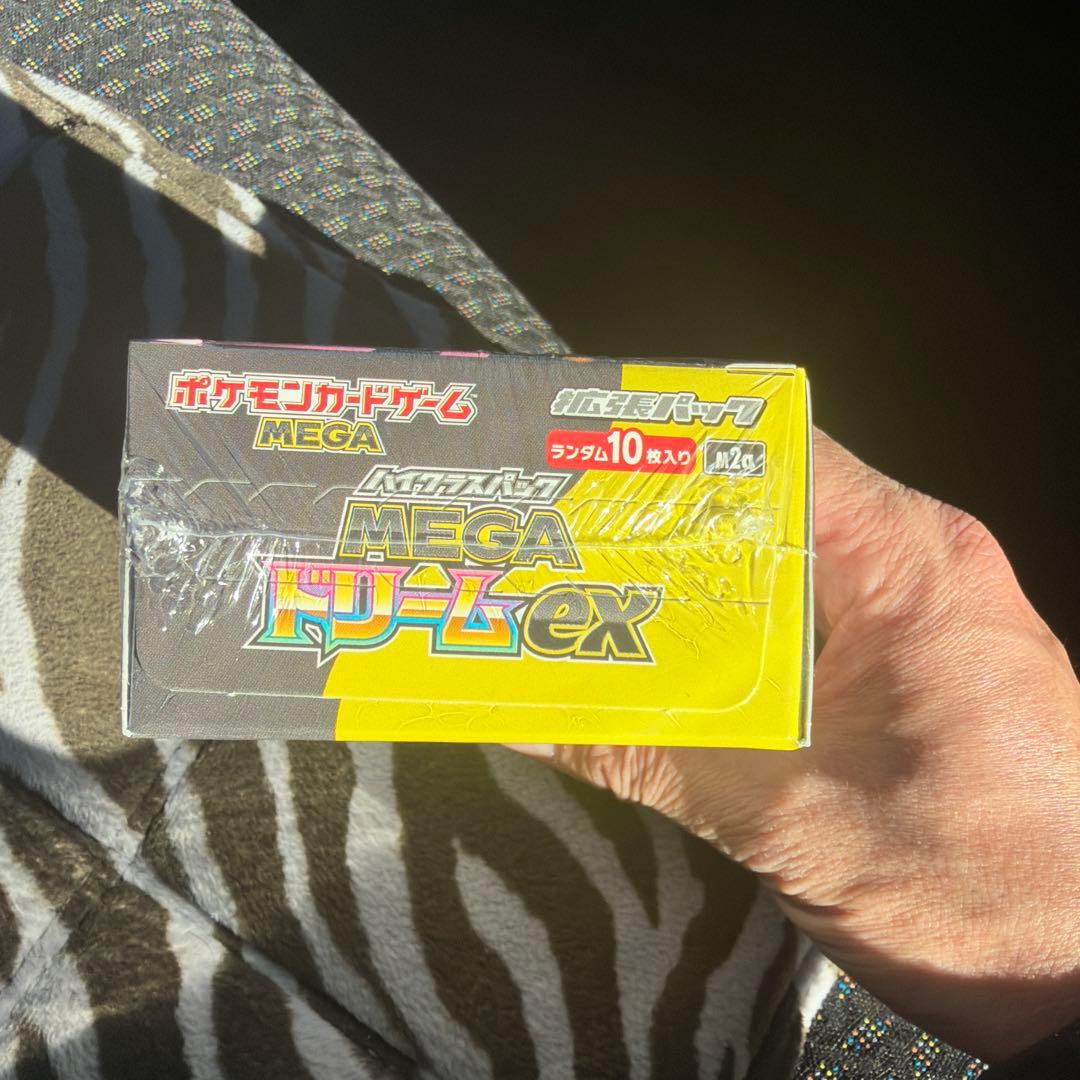 ポケモンカードゲーム
MEGA
拡張パック
ランダム10枚入り
M2a
ハイクラスパック
MEGA
ドリームex